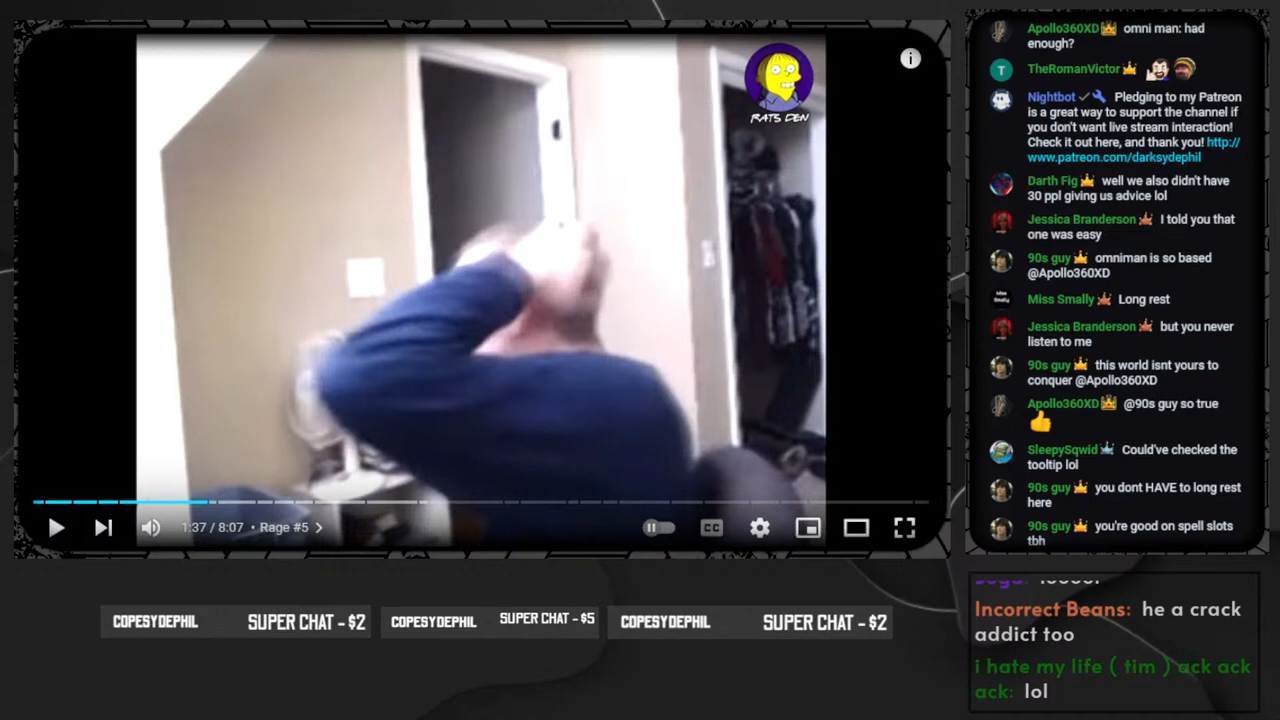 RATS DEN
1:37 / 8:07 • Rage #5 >
CC
COPESYDEPHIL SUPER CHAT - $2
COPESYDEPHIL SUPER CHAT - $5
COPESYDEPHIL SUPER CHAT - $2
Apollo360XD omni man: had
enough?
T TheRomanVictor
Nightbot Pledging to my Patreon
is a great way to support the channel if
you don't want live stream interaction!
Check it out here, and thank you! http://
www.patreon.com/darksydephil
Darth Fig well we also didn't have
30 ppl giving us advice lol
Jessica Branderson I told you that
one was easy
90s guy omniman is so based
@Apollo360XD
Miss Smally Long rest
Jessica Branderson but you never
listen to me
90s guy this world isnt yours to
conquer @Apollo360XD
Apollo360XD @90s guy so true
SleepySqwid Could've checked the
tooltip lol
90s guy you dont HAVE to long rest
here
90s guy you're good on spell slots
tbh
Incorrect Beans: he a crack
addict too
i hate my life ( tim ) ack ack
ack: lol